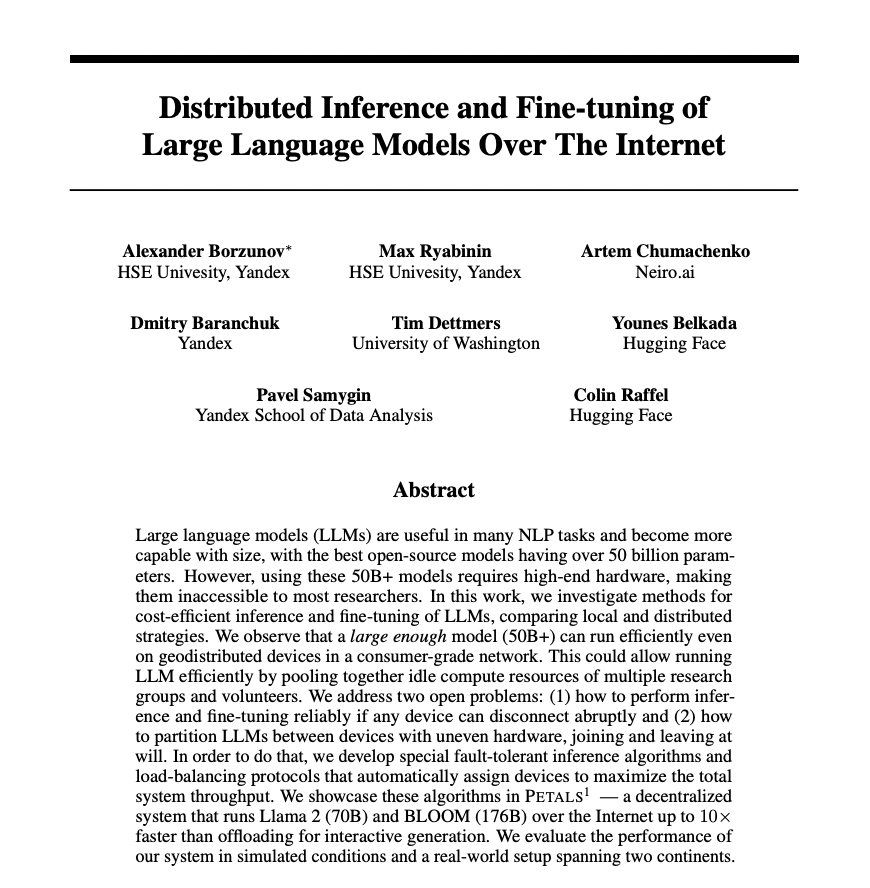 Distributed Inference and Fine-tuning of
Large Language Models Over The Internet
Alexander Borzunov* Max Ryabinin Artem Chumachenko
HSE Univesity, Yandex HSE Univesity, Yandex Neiro.ai
Dmitry Baranchuk Tim Dettmers Younes Belkada
Yandex University of Washington Hugging Face
Pavel Samygin Colin Raffel
Yandex School of Data Analysis Hugging Face
Abstract
Large language models (LLMs) are useful in many NLP tasks and become more
capable with size, with the best open-source models having over 50 billion param-
eters. However, using these 50B+ models requires high-end hardware, making
them inaccessible to most researchers. In this work, we investigate methods for
cost-efficient inference and fine-tuning of LLMs, comparing local and distributed
strategies. We observe that a large enough model (50B+) can run efficiently even
on geodistributed devices in a consumer-grade network. This could allow running
LLM efficiently by pooling together idle compute resources of multiple research
groups and volunteers. We address two open problems: (1) how to perform infer-
ence and fine-tuning reliably if any device can disconnect abruptly and (2) how
to partition LLMs between devices with uneven hardware, joining and leaving at
will. In order to do that, we develop special fault-tolerant inference algorithms and
load-balancing protocols that automatically assign devices to maximize the total
system throughput. We showcase these algorithms in PETALS¹ — a decentralized
system that runs Llama 2 (70B) and BLOOM (176B) over the Internet up to 10×
faster than offloading for interactive generation. We evaluate the performance of
our system in simulated conditions and a real-world setup spanning two continents.